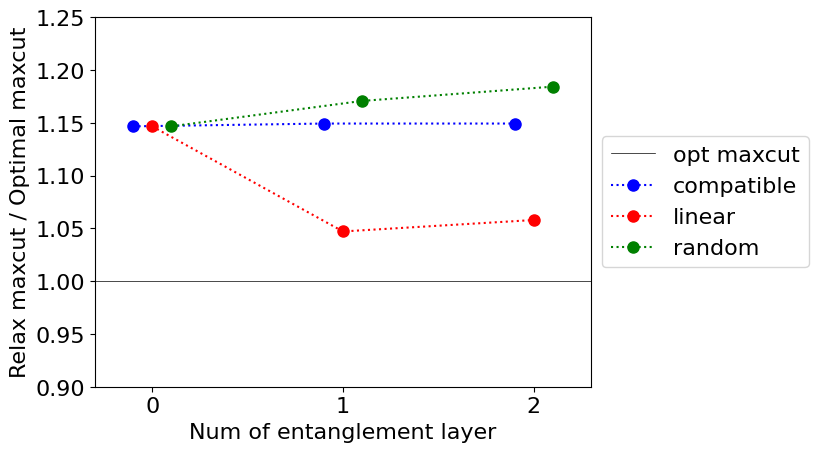 Relax maxcut / Optimal maxcut
1.25
1.20
1.15
1.10
1.05
1.00
0.95
0.90
0
1
2
Num of entanglement layer
opt maxcut
compatible
linear
random